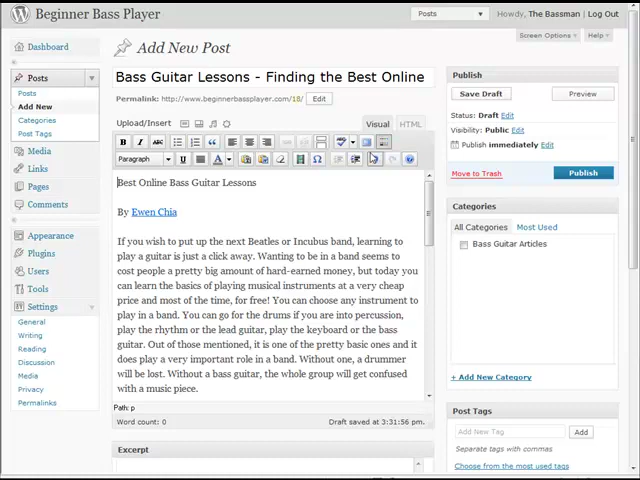 Beginner Bass Player
Posts
Howdy, The Bassman | Log Out
Screen Options
Help
Dashboard
Posts
Posts
Add New
Categories
Post Tags
Media
Links
Pages
Comments
Appearance
Plugins
Users
Tools
Settings
General
Writing
Reading
Discussion
Media
Privacy
Permalinks
Add New Post
Bass Guitar Lessons - Finding the Best Online
Permalink: http://www.beginnerbassplayer.com/18/ Edit
Upload/Insert
Visual
HTML
B I ABC
ABC
Paragraph U A
Best Online Bass Guitar Lessons
By Ewen Chia
If you wish to put up the next Beatles or Incubus band, learning to
play a guitar is just a click away. Wanting to be in a band seems to
cost people a pretty big amount of hard-earned money, but today you
can learn the basics of playing musical instruments at a very cheap
price and most of the time, for free! You can choose any instrument to
play in a band. You can go for the drums if you are into percussion,
play the rhythm or the lead guitar, play the keyboard or the bass
guitar. Out of those mentioned, it is one of the pretty basic ones and it
does play a very important role in a band. Without one, a drummer
will be lost. Without a bass guitar, the whole group will get confused
with a music piece.
Path: p
Word count: 0
Draft saved at 3:31:56 pm.
Excerpt
Publish
Save Draft
Preview
Status: Draft Edit
Visibility: Public Edit
Publish immediately Edit
Move to Trash
Publish
Categories
All Categories
Most Used
Bass Guitar Articles
+ Add New Category
Post Tags
Add New Tag
Add
Separate tags with commas
Choose from the most used tags